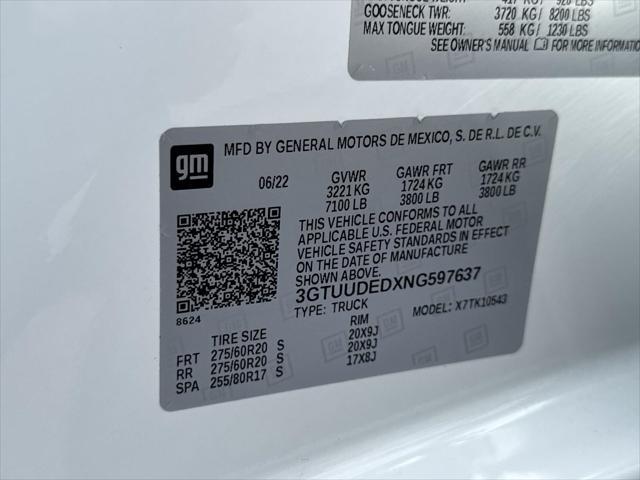 GOOSENECK TWR: 3720 KG / 8200 LBS
MAX TONGUE WEIGHT: 558 KG / 1230 LBS
SEE OWNER'S MANUAL FOR MORE INFORMATION
gm
MFD BY GENERAL MOTORS DE MEXICO, S. DE R.L. DE C.V.
06/22 GVWR GAWR FRT GAWR RR
3221 KG 1724 KG 1724 KG
7100 LB 3800 LB 3800 LB
THIS VEHICLE CONFORMS TO ALL
APPLICABLE U.S. FEDERAL MOTOR
VEHICLE SAFETY STANDARDS IN EFFECT
ON THE DATE OF MANUFACTURE
3GTUUDEDXNG597637
8624 TYPE: TRUCK MODEL: X7TK10543
TIRE SIZE RIM
FRT 275/60R20 S 20X9J
RR 275/60R20 S 20X9J
SPA 255/80R17 S 17X8J